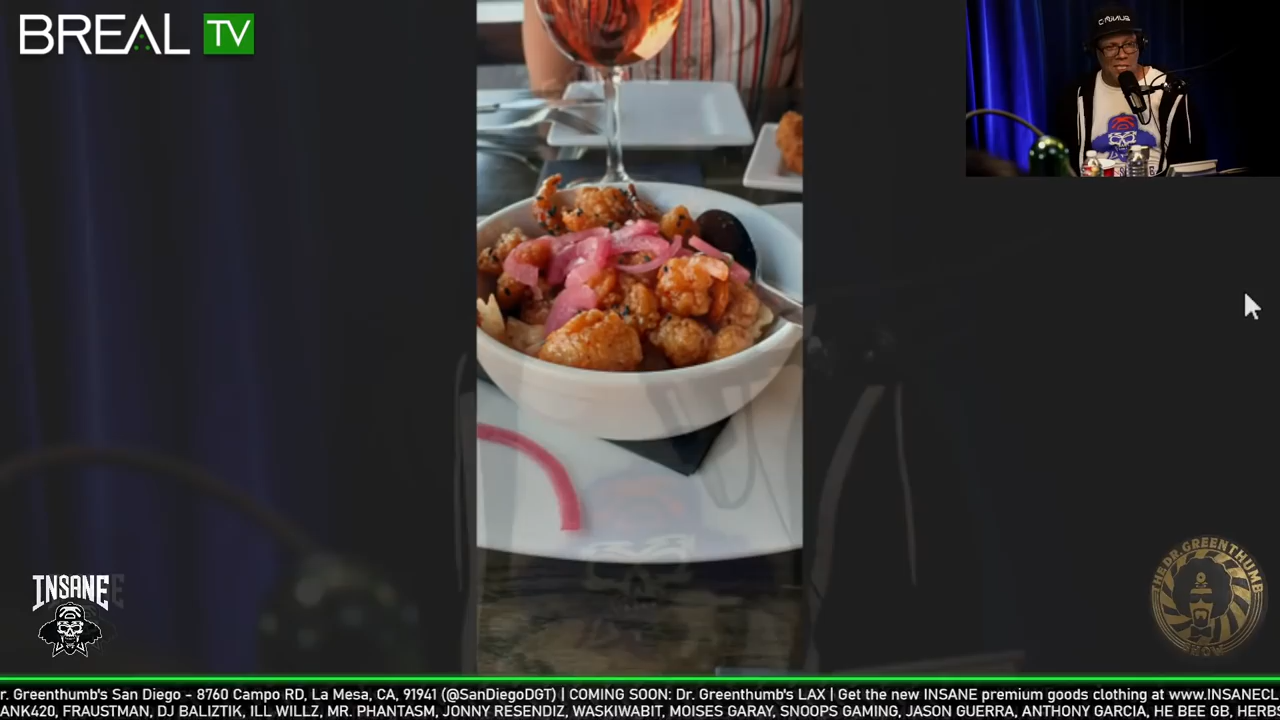 BREAL TV
INSANE
THE DR. GREENTHUMB
SHOW
r. Greenthumb's San Diego - 8760 Campo RD, La Mesa, CA, 91941 (@SanDiegoDGT) | COMING SOON: Dr. Greenthumb's LAX | Get the new INSANE premium goods clothing at www.INSANECL
ANK420, FRAUSTMAN, DJ BALIZTIK, ILL WILLZ, MR. PHANTASM, JONNY RESENDIZ, WASKIWABIT, MOISES GARAY, SNOOPS GAMING, JASON GUERRA, ANTHONY GARCIA, HE BEE GB, HERBS